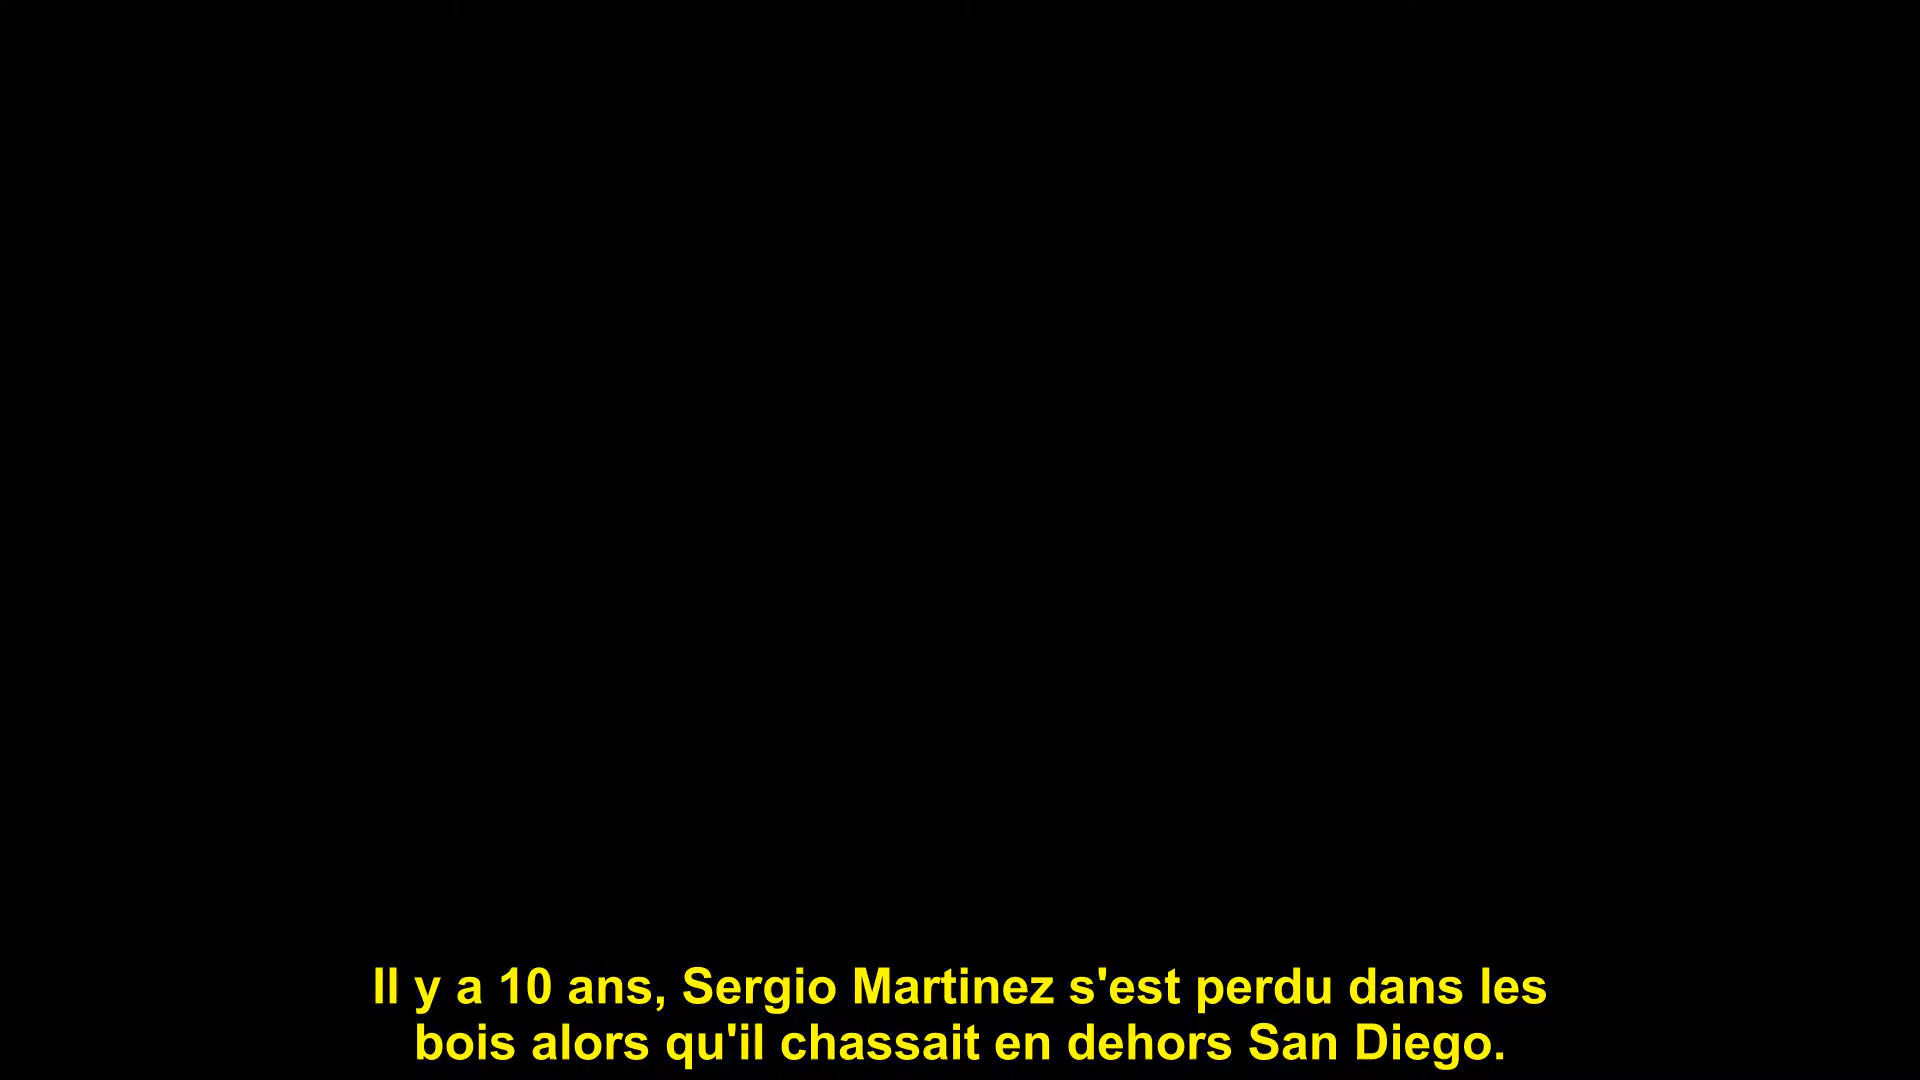 Il y a 10 ans, Sergio Martinez s'est perdu dans les
bois alors qu'il chassait en dehors San Diego.